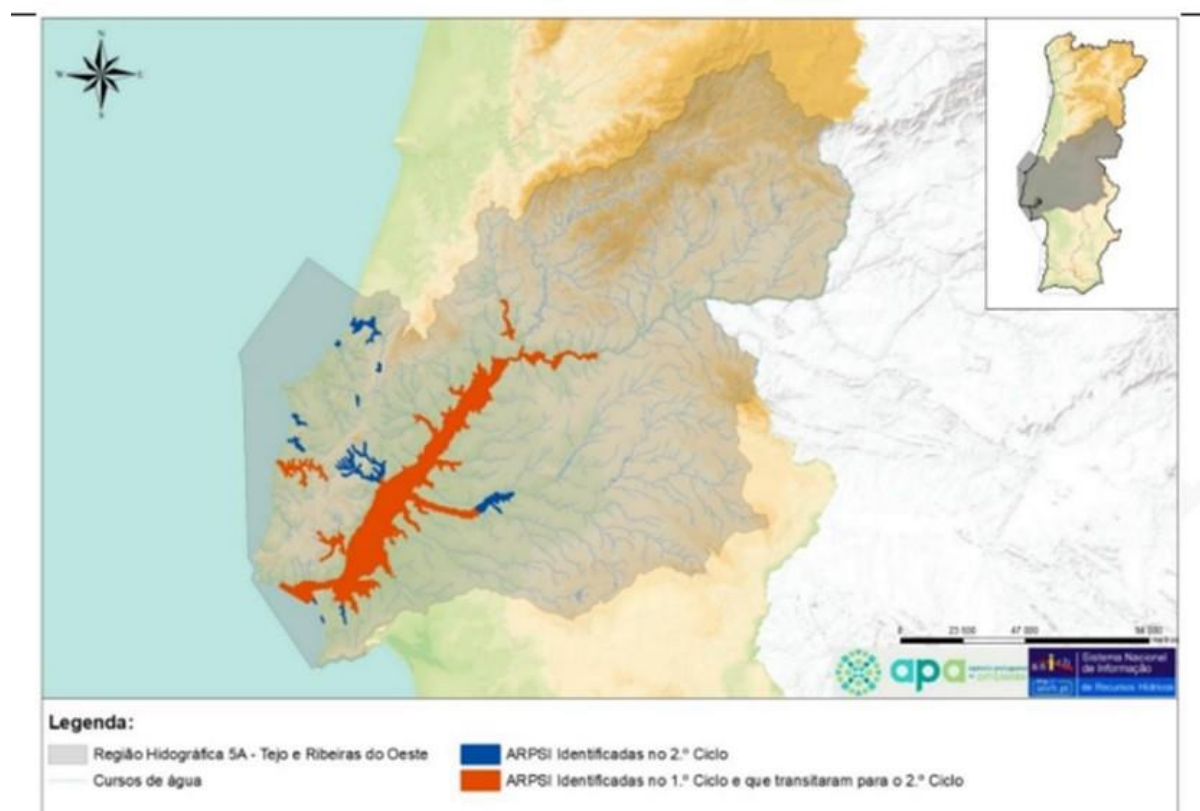 N
W
E
S
0 23 500 47 000 94 000
apa
Sistema Nacional
de Informação
de Recursos Hídricos
Legenda:
Região Hidográfica 5A - Tejo e Ribeiras do Oeste
Cursos de água
ARPSI Identificadas no 2.º Ciclo
ARPSI Identificadas no 1.º Ciclo e que transitaram para o 2.º Ciclo